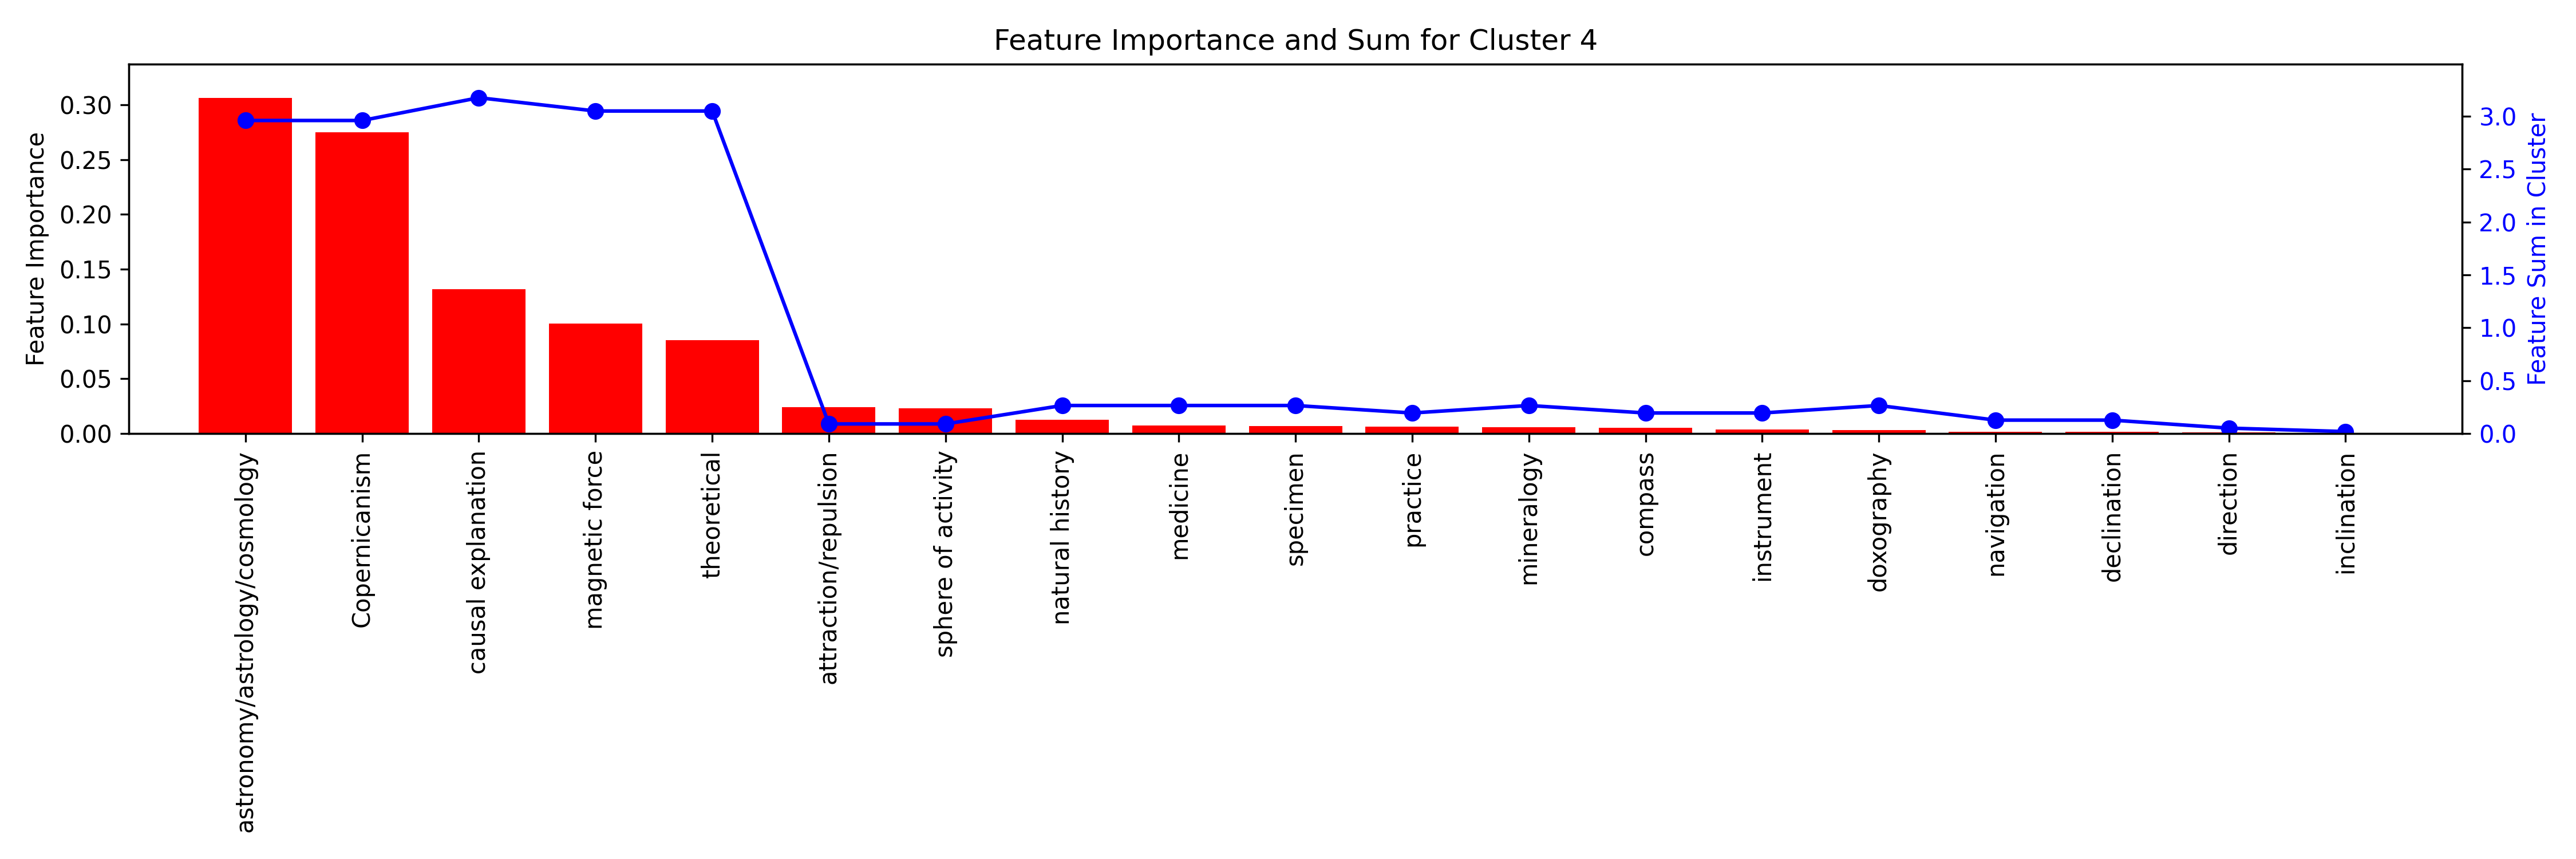 Feature Importance and Sum for Cluster 4
Feature Importance
0.30
0.25
0.20
0.15
0.10
0.05
0.00
3.0
2.5
2.0
1.5
1.0
0.5
0.0
Feature Sum in Cluster
astronomy/astrology/cosmology
Copernicanism
causal explanation
magnetic force
theoretical
attraction/repulsion
sphere of activity
natural history
medicine
specimen
practice
mineralogy
compass
instrument
doxography
navigation
declination
direction
inclination